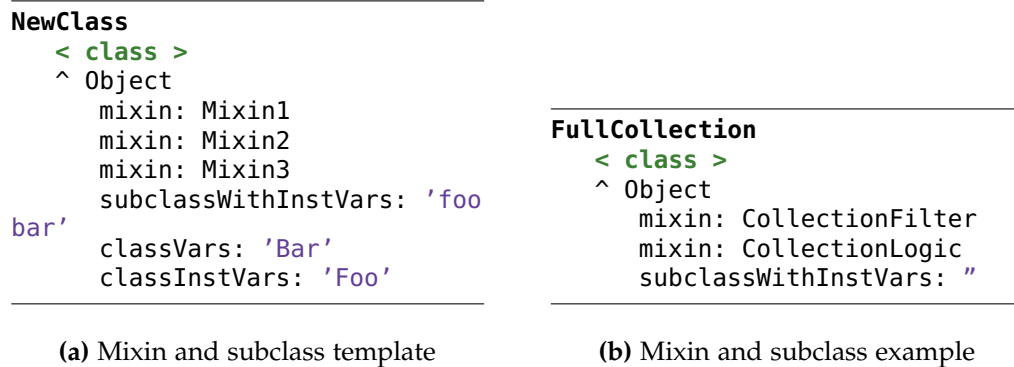 NewClass
< class >
^ Object
mixin: Mixin1
mixin: Mixin2
mixin: Mixin3
subclassWithInstVars: ’foo
bar’
classVars: ’Bar’
classInstVars: ’Foo’
(a) Mixin and subclass template
FullCollection
< class >
^ Object
mixin: CollectionFilter
mixin: CollectionLogic
subclassWithInstVars: ”
(b) Mixin and subclass example